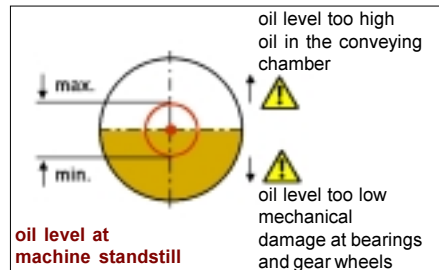 oil level too high
oil in the conveying
chamber
max.
min.
oil level too low
mechanical
damage at bearings
and gear wheels
oil level at
machine standstill